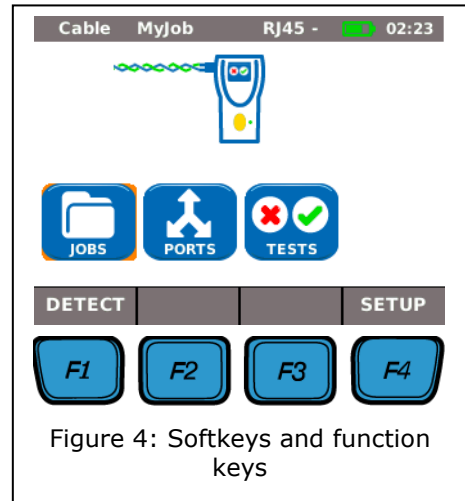 Cable MyJob RJ45 - 02:23
JOBS PORTS TESTS
DETECT SETUP
F1 F2 F3 F4
Figure 4: Softkeys and function
keys